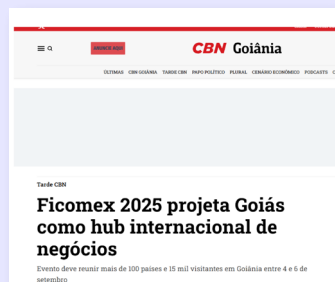 ANUNCIE AQUI
CBN Goiânia
ÚLTIMAS CBN GOIÂNIA TARDE CBN PAPO POLÍTICO PLURAL CENÁRIO ECONÔMICO PODCASTS
Tarde CBN
Ficomex 2025 projeta Goiás
como hub internacional de
negócios
Evento deve reunir mais de 100 países e 15 mil visitantes em Goiânia entre 4 e 6 de
setembro